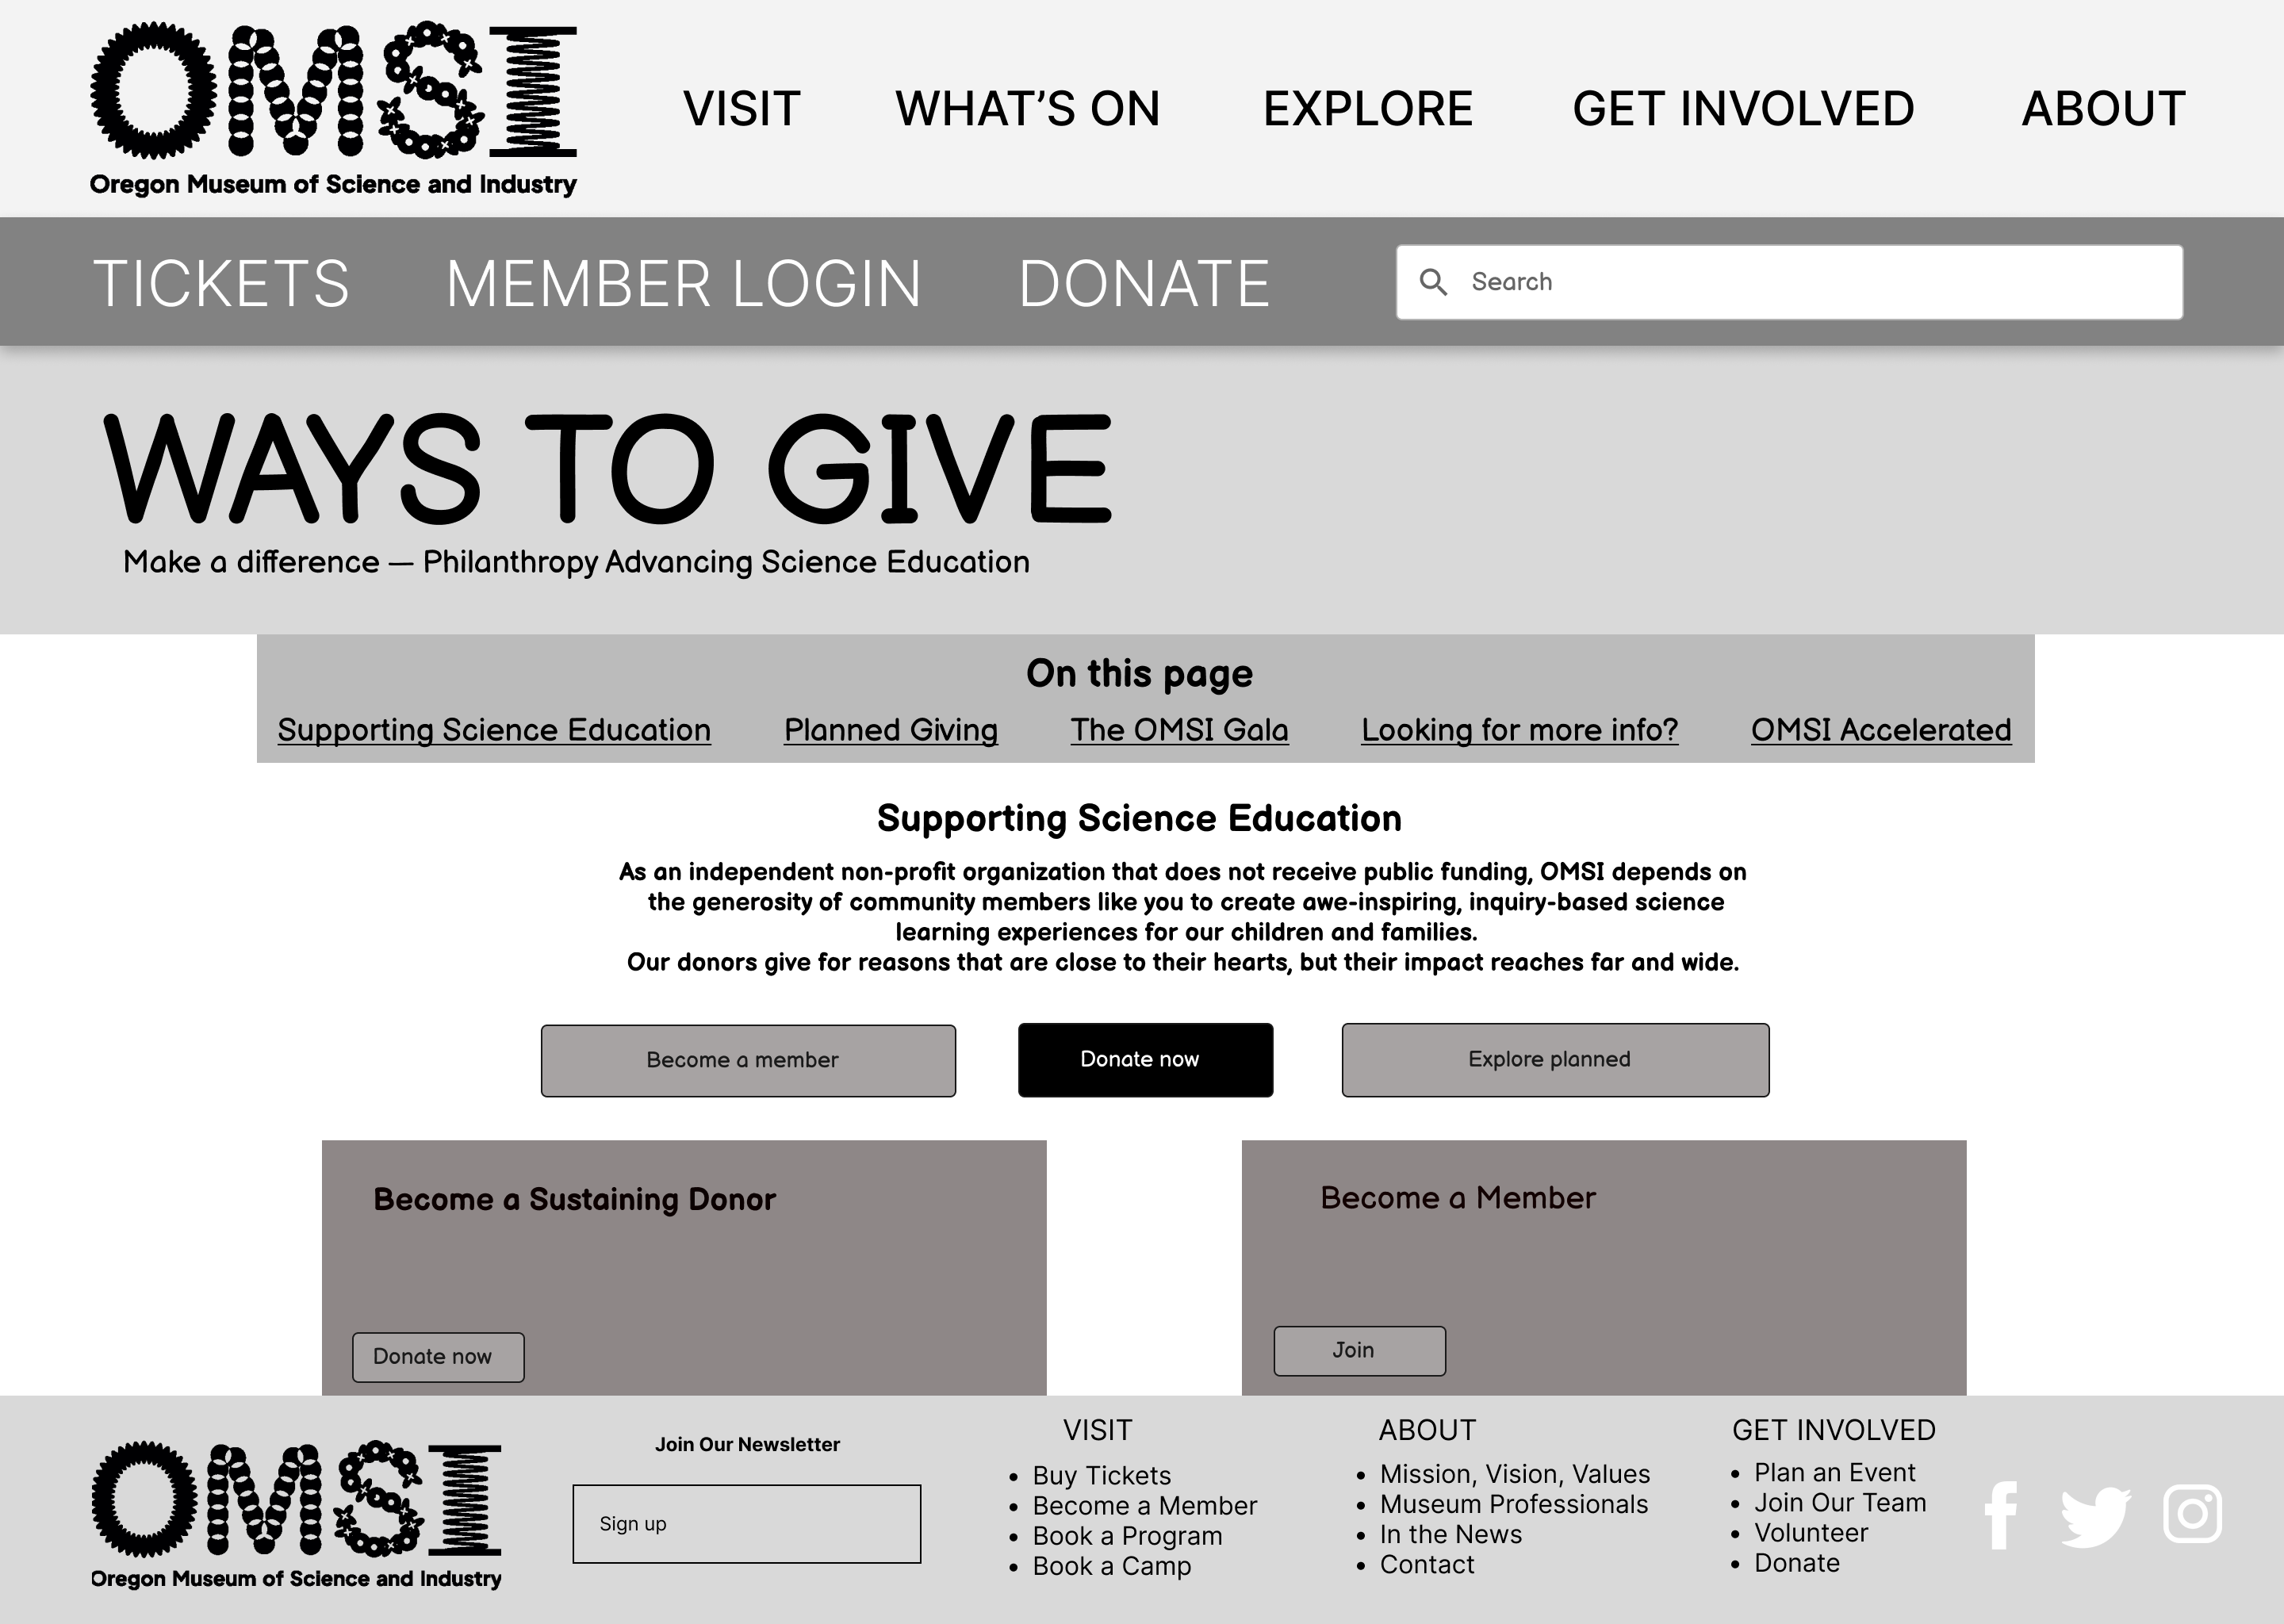 OMSI
Oregon Museum of Science and Industry
VISIT
WHAT'S ON
EXPLORE
GET INVOLVED
ABOUT
TICKETS
MEMBER LOGIN
DONATE
Search
WAYS TO GIVE
Make a difference — Philanthropy Advancing Science Education
On this page
Supporting Science Education
Planned Giving
The OMSI Gala
Looking for more info?
OMSI Accelerated
Supporting Science Education
As an independent non-profit organization that does not receive public funding, OMSI depends on
the generosity of community members like you to create awe-inspiring, inquiry-based science
learning experiences for our children and families.
Our donors give for reasons that are close to their hearts, but their impact reaches far and wide.
Become a member
Donate now
Explore planned
Become a Sustaining Donor
Donate now
Become a Member
Join
OMSI
Oregon Museum of Science and Industry
Join Our Newsletter
Sign up
VISIT
• Buy Tickets
• Become a Member
• Book a Program
• Book a Camp
ABOUT
• Mission, Vision, Values
• Museum Professionals
• In the News
• Contact
GET INVOLVED
• Plan an Event
• Join Our Team
• Volunteer
• Donate